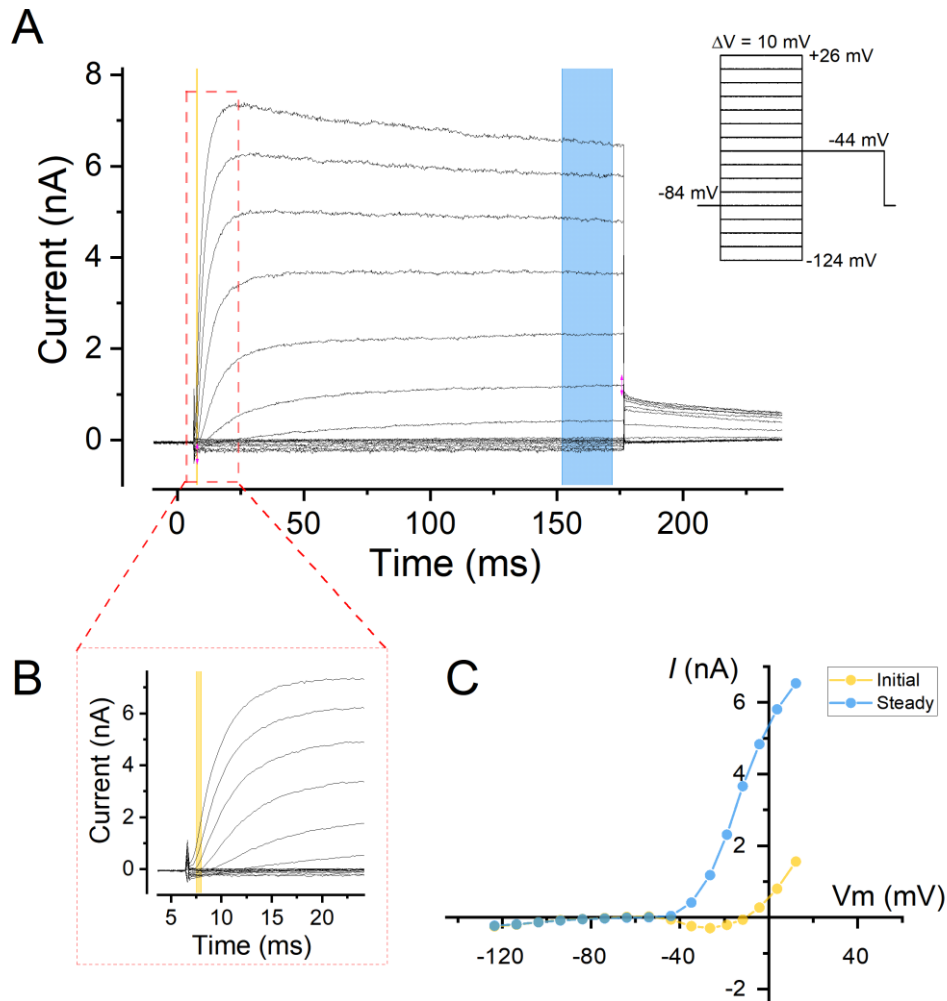 A
ΔV = 10 mV
+26 mV
-44 mV
-84 mV
-124 mV
8
6
4
2
0
Current (nA)
0
50
100
150
200
Time (ms)
B
6
4
2
0
Current (nA)
5
10
15
20
Time (ms)
C
I (nA)
Initial
Steady
6
4
2
-2
Vm (mV)
-120
-80
-40
40